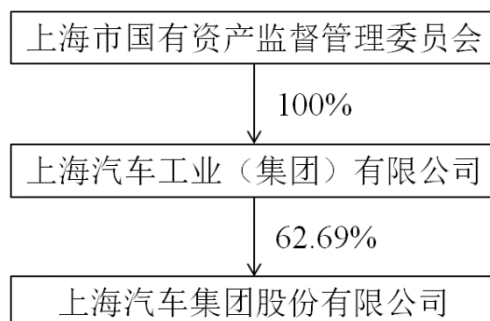 上海市国有资产监督管理委员会
100%
上海汽车工业（集团）有限公司
62.69%
上海汽车集团股份有限公司